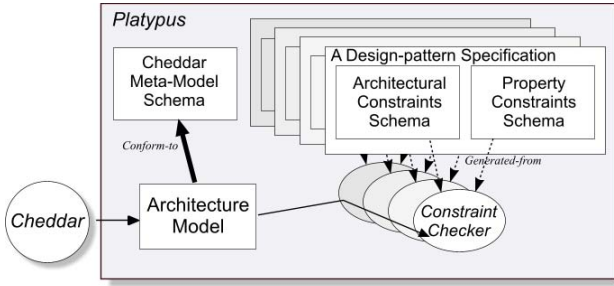 Platypus
A Design-pattern Specification
Cheddar
Meta-Model
Schema
Architectural
Constraints
Schema
Property
Constraints
Schema
Conform-to
Generated-from
Cheddar
Architecture
Model
Constraint
Checker